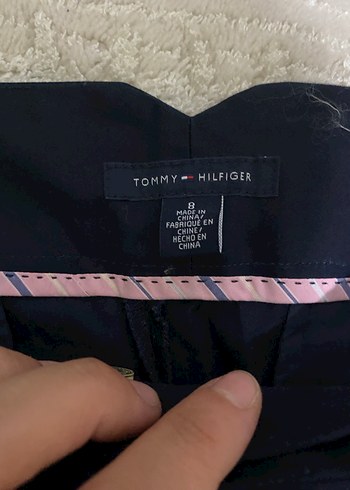 TOMMY HILFIGER
8
MADE IN
CHINA/
FABRIQUÉ EN
CHINE/
HECHO EN
CHINA